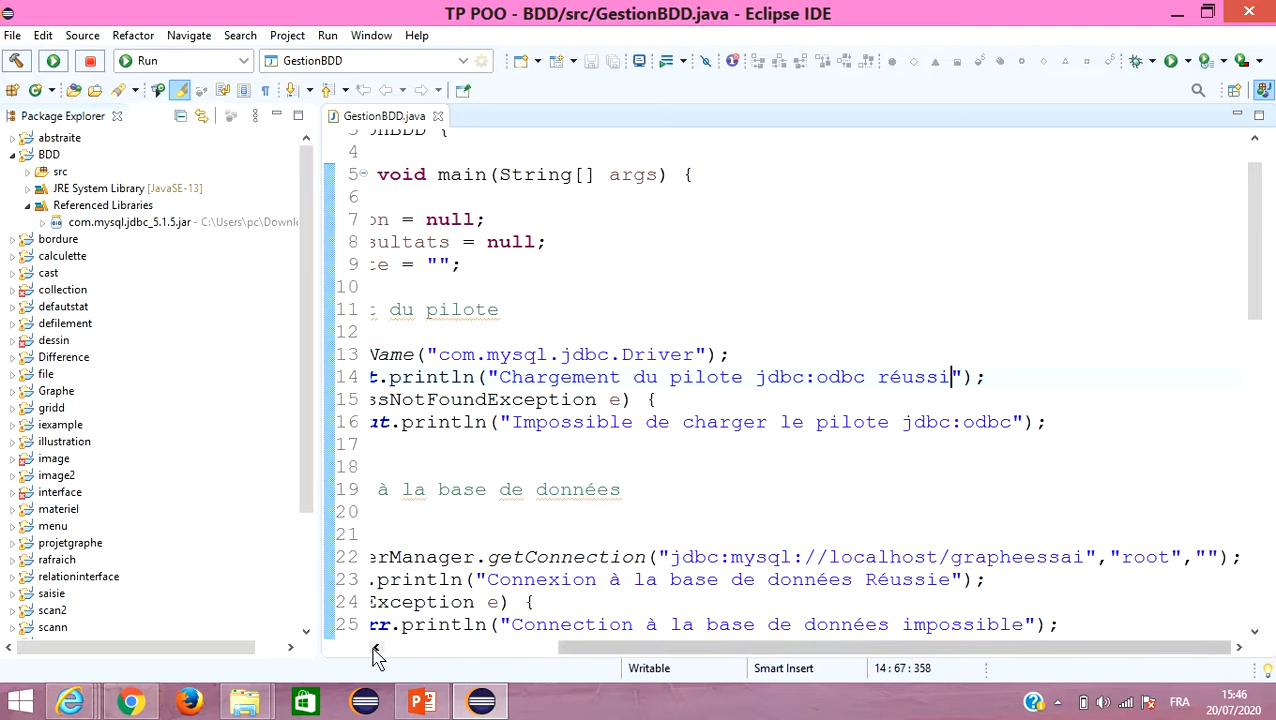 TP POO - BDD/src/GestionBDD.java - Eclipse IDE
File Edit Source Refactor Navigate Search Project Run Window Help
Run GestionBDD
Package Explorer
GestionBDD.java
abstraite
BDD
src
JRE System Library [JavaSE-13]
Referenced Libraries
com.mysql.jdbc_5.1.5.jar - C:\Users\pc\Downl
bordure
calculette
cast
collection
defautstat
defilement
dessin
Difference
file
Graphe
gridd
iexample
illustration
image
image2
interface
materiel
menu
projetgraphe
rafraich
relationinterface
saisie
scan2
scann
3 onBDD {
4
5 void main(String[] args) {
6
7 on = null;
8 sultats = null;
9 te = "";
10
11 t du pilote
12
13 Name("com.mysql.jdbc.Driver");
14 t.println("Chargement du pilote jdbc:odbc réussi");
15 ssNotFoundException e) {
16 ut.println("Impossible de charger le pilote jdbc:odbc");
17
18
19 à la base de données
20
21
22 erManager.getConnection("jdbc:mysql://localhost/grapheessai","root","");
23 .println("Connexion à la base de données Réussie");
24 Exception e) {
25 rr.println("Connection à la base de données impossible");
Writable Smart Insert 14 : 67 : 358
FRA
15:46
20/07/2020